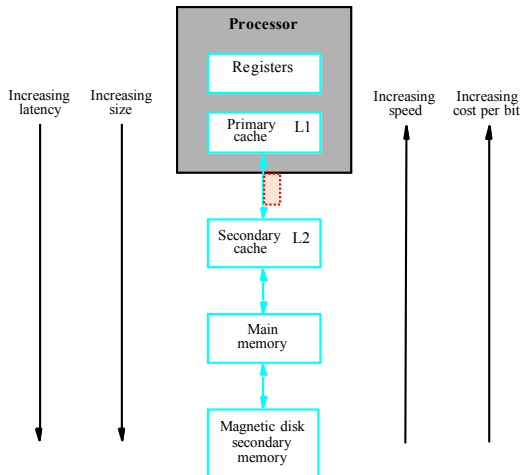 Processor
Registers
Increasing
latency
Increasing
size
Increasing
speed
Increasing
cost per bit
Primary
cache L1
Secondary
cache L2
Main
memory
Magnetic disk
secondary
memory